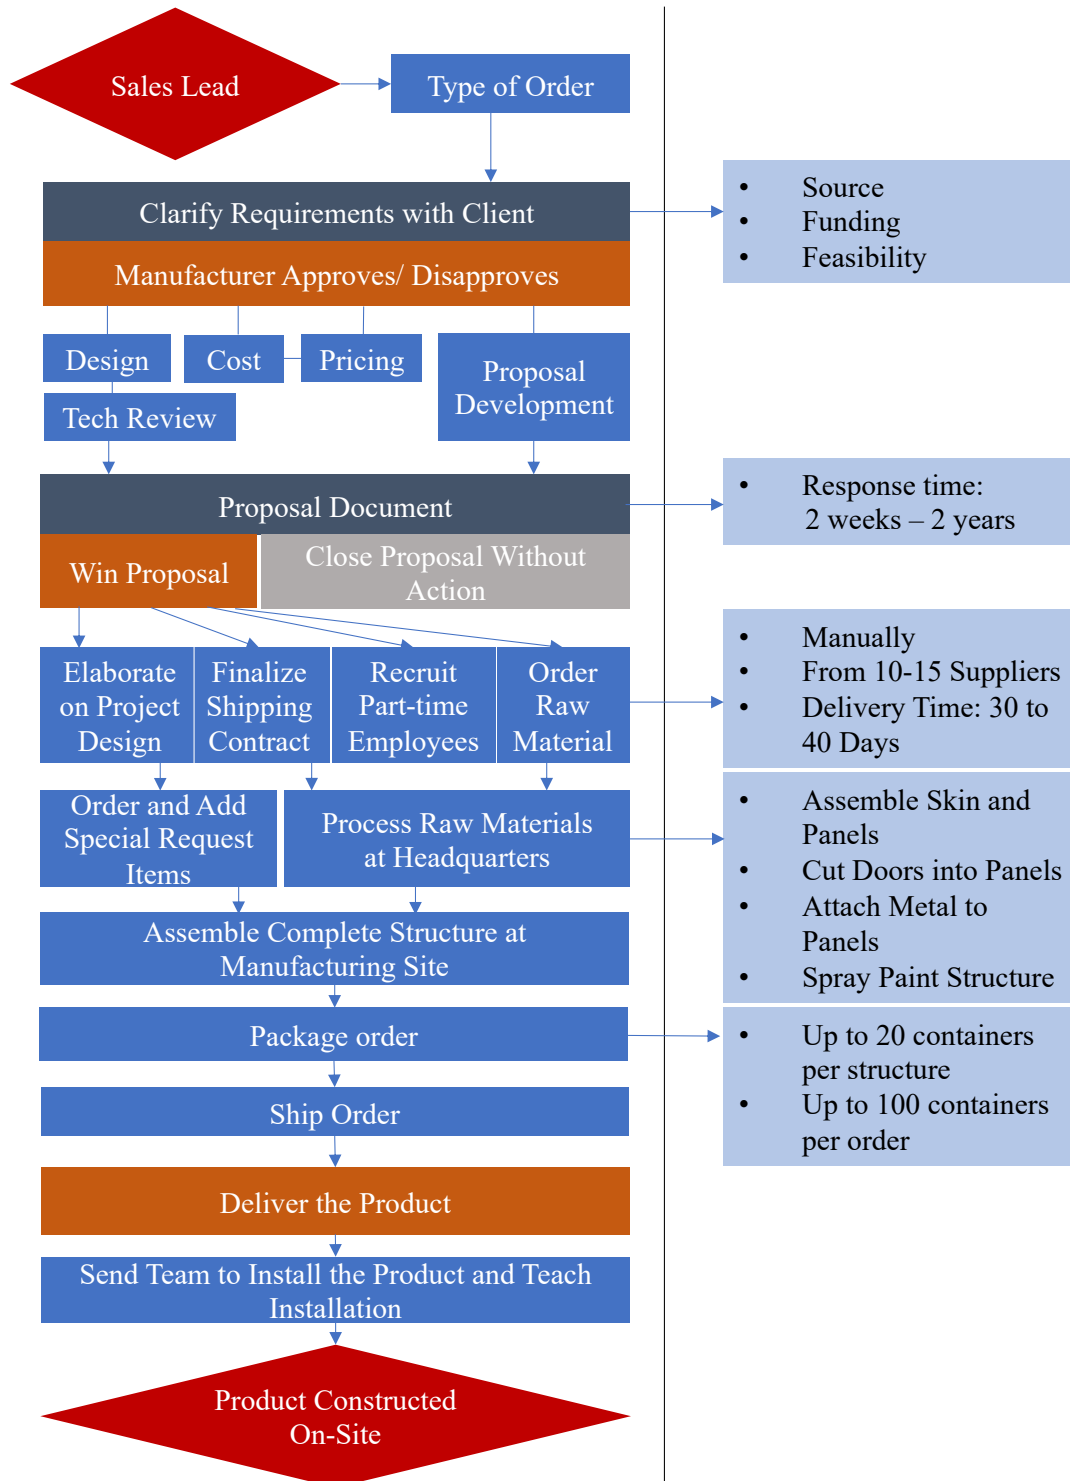 Sales Lead
Type of Order
Clarify Requirements with Client
• Source
• Funding
• Feasibility
Manufacturer Approves/ Disapproves
Design
Cost
Pricing
Proposal
Development
Tech Review
Proposal Document
• Response time:
2 weeks – 2 years
Win Proposal
Close Proposal Without
Action
Elaborate
on Project
Design
Finalize
Shipping
Contract
Recruit
Part-time
Employees
Order
Raw
Material
• Manually
• From 10-15 Suppliers
• Delivery Time: 30 to
40 Days
Order and Add
Special Request
Items
Process Raw Materials
at Headquarters
• Assemble Skin and
Panels
• Cut Doors into Panels
• Attach Metal to
Panels
• Spray Paint Structure
Assemble Complete Structure at
Manufacturing Site
Package order
• Up to 20 containers
per structure
• Up to 100 containers
per order
Ship Order
Deliver the Product
Send Team to Install the Product and Teach
Installation
Product Constructed
On-Site